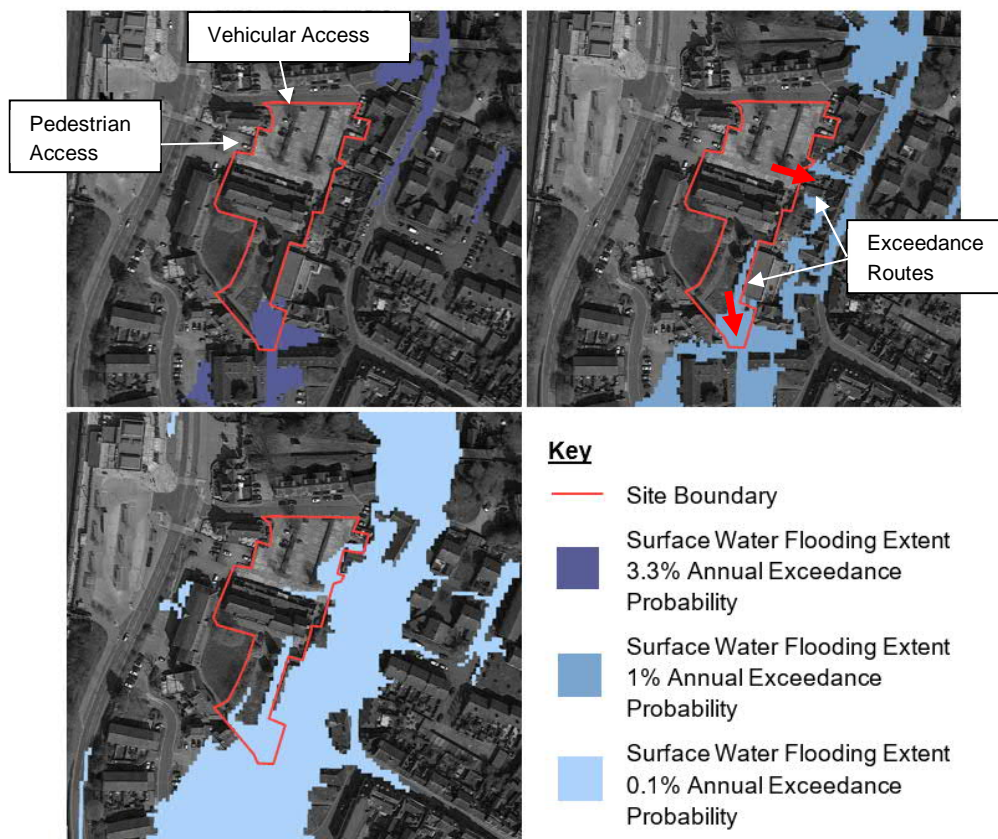 Vehicular Access
Pedestrian
Access
Exceedance
Routes
Key
Site Boundary
Surface Water Flooding Extent
3.3% Annual Exceedance
Probability
Surface Water Flooding Extent
1% Annual Exceedance
Probability
Surface Water Flooding Extent
0.1% Annual Exceedance
Probability